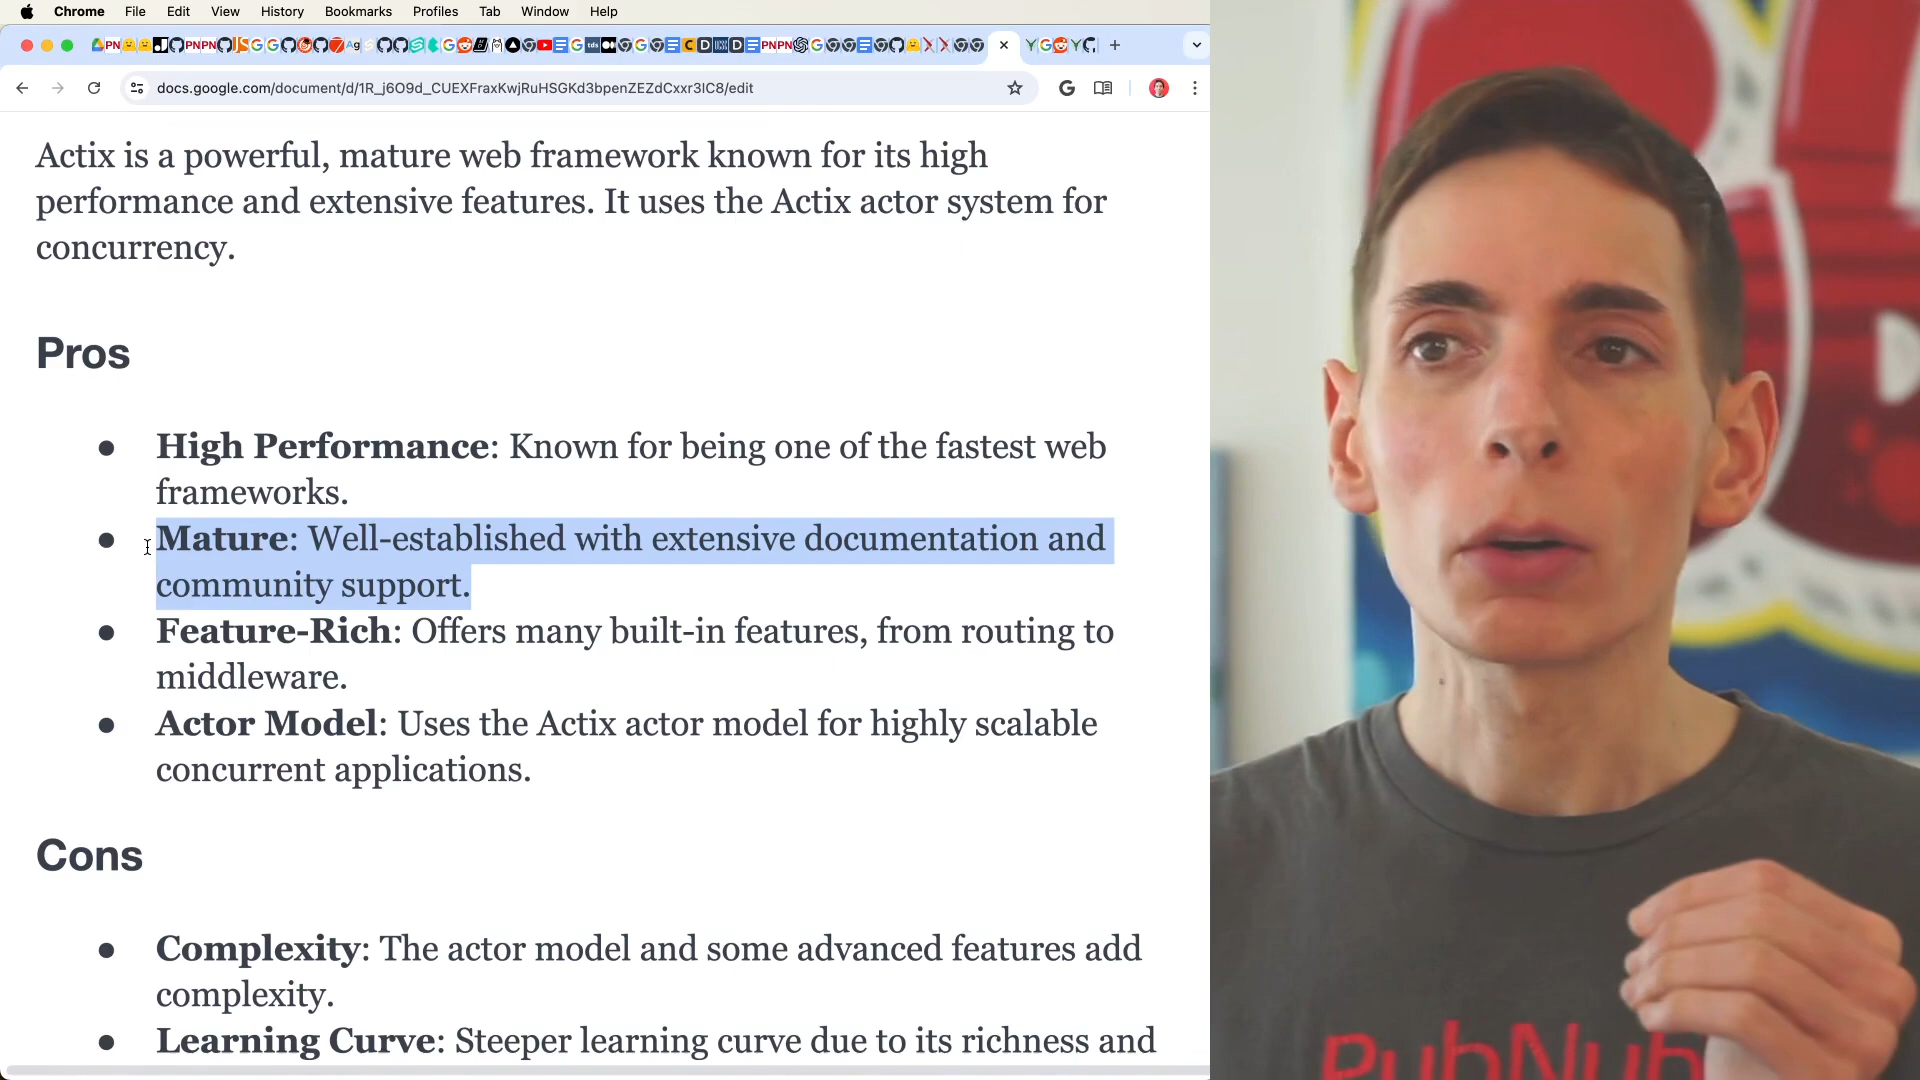 Chrome File Edit View History Bookmarks Profiles Tab Window Help
docs.google.com/document/d/1R_j6O9d_CUEXFraxKwjRuHSGKd3bpenZEZdCxxr3lC8/edit
Actix is a powerful, mature web framework known for its high
performance and extensive features. It uses the Actix actor system for
concurrency.
Pros
● High Performance: Known for being one of the fastest web
frameworks.
● Mature: Well-established with extensive documentation and
community support.
● Feature-Rich: Offers many built-in features, from routing to
middleware.
● Actor Model: Uses the Actix actor model for highly scalable
concurrent applications.
Cons
● Complexity: The actor model and some advanced features add
complexity.
● Learning Curve: Steeper learning curve due to its richness and
PubNub